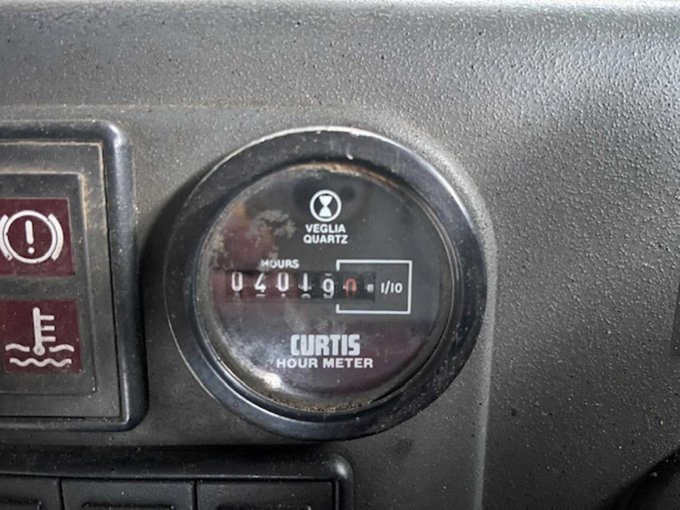 VEGLIA
QUARTZ
HOURS
040190 1/10
CURTIS
HOUR METER